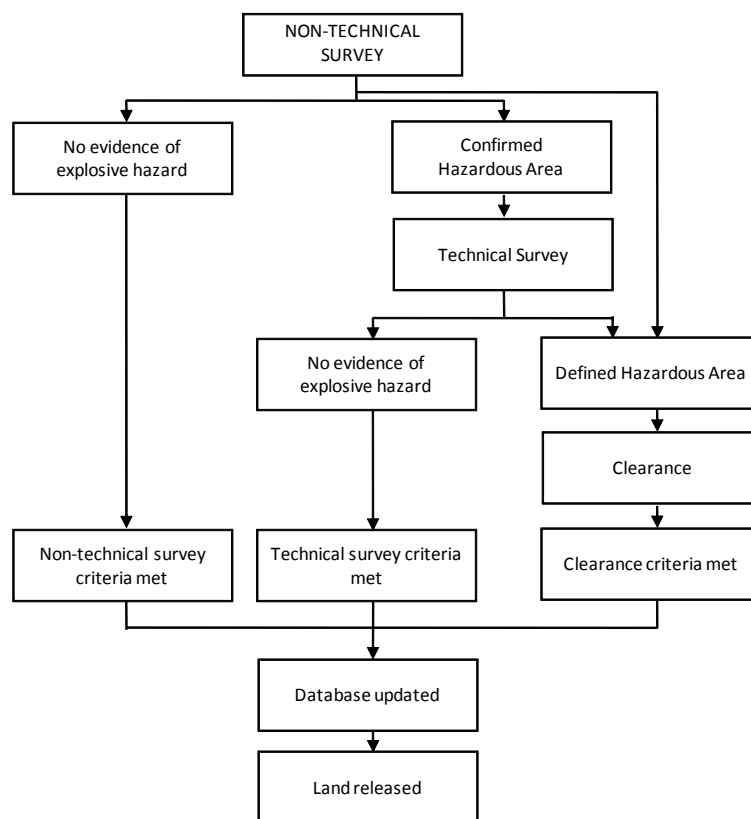 NON-TECHNICAL
SURVEY
No evidence of
explosive hazard
Confirmed
Hazardous Area
Technical Survey
No evidence of
explosive hazard
Defined Hazardous Area
Clearance
Non-technical survey
criteria met
Technical survey criteria
met
Clearance criteria met
Database updated
Land released